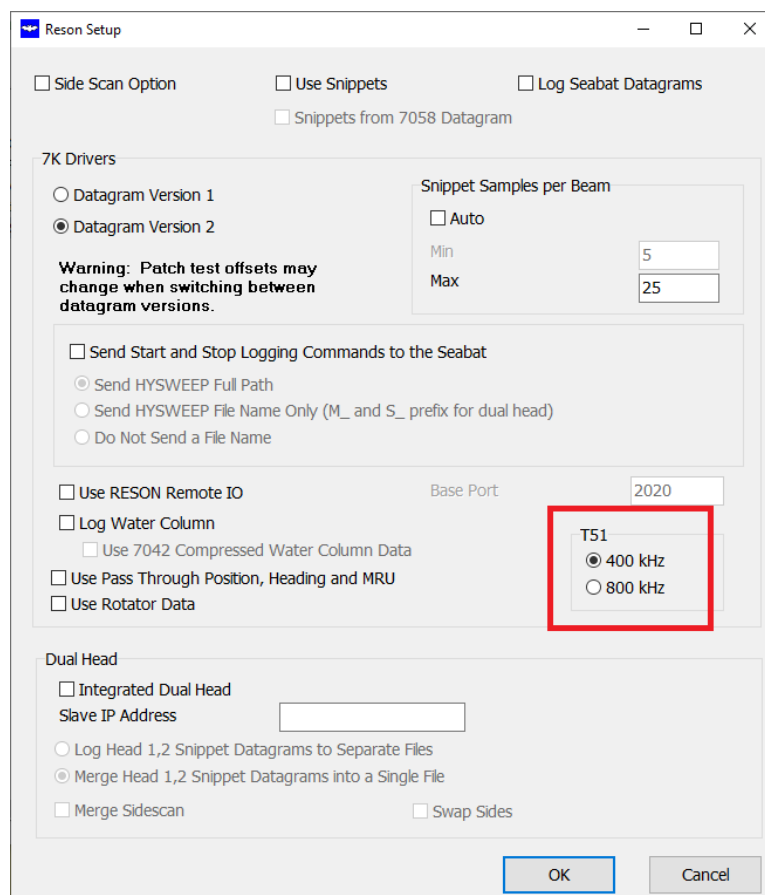 Reson Setup
Side Scan Option
Use Snippets
Log Seabat Datagrams
Snippets from 7058 Datagram
7K Drivers
Datagram Version 1
Datagram Version 2
Warning: Patch test offsets may
change when switching between
datagram versions.
Snippet Samples per Beam
Auto
Min
5
Max
25
Send Start and Stop Logging Commands to the Seabat
Send HYSWEEP Full Path
Send HYSWEEP File Name Only (M_ and S_ prefix for dual head)
Do Not Send a File Name
Use RESON Remote IO
Base Port
2020
Log Water Column
Use 7042 Compressed Water Column Data
Use Pass Through Position, Heading and MRU
Use Rotator Data
T51
400 kHz
800 kHz
Dual Head
Integrated Dual Head
Slave IP Address
Log Head 1,2 Snippet Datagrams to Separate Files
Merge Head 1,2 Snippet Datagrams into a Single File
Merge Sidescan
Swap Sides
OK
Cancel